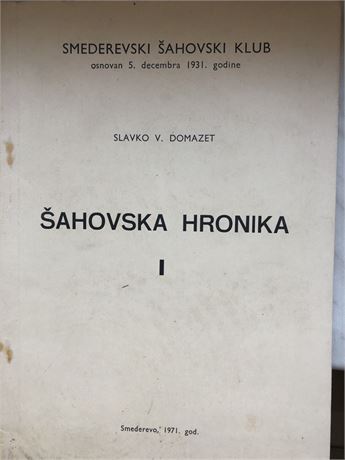 SMEDEREVSKI ŠAHOVSKI KLUB
osnovan 5. decembra 1931. godine
SLAVKO V. DOMAZET
ŠAHOVSKA HRONIKA
I
Smederevo, 1971. god.